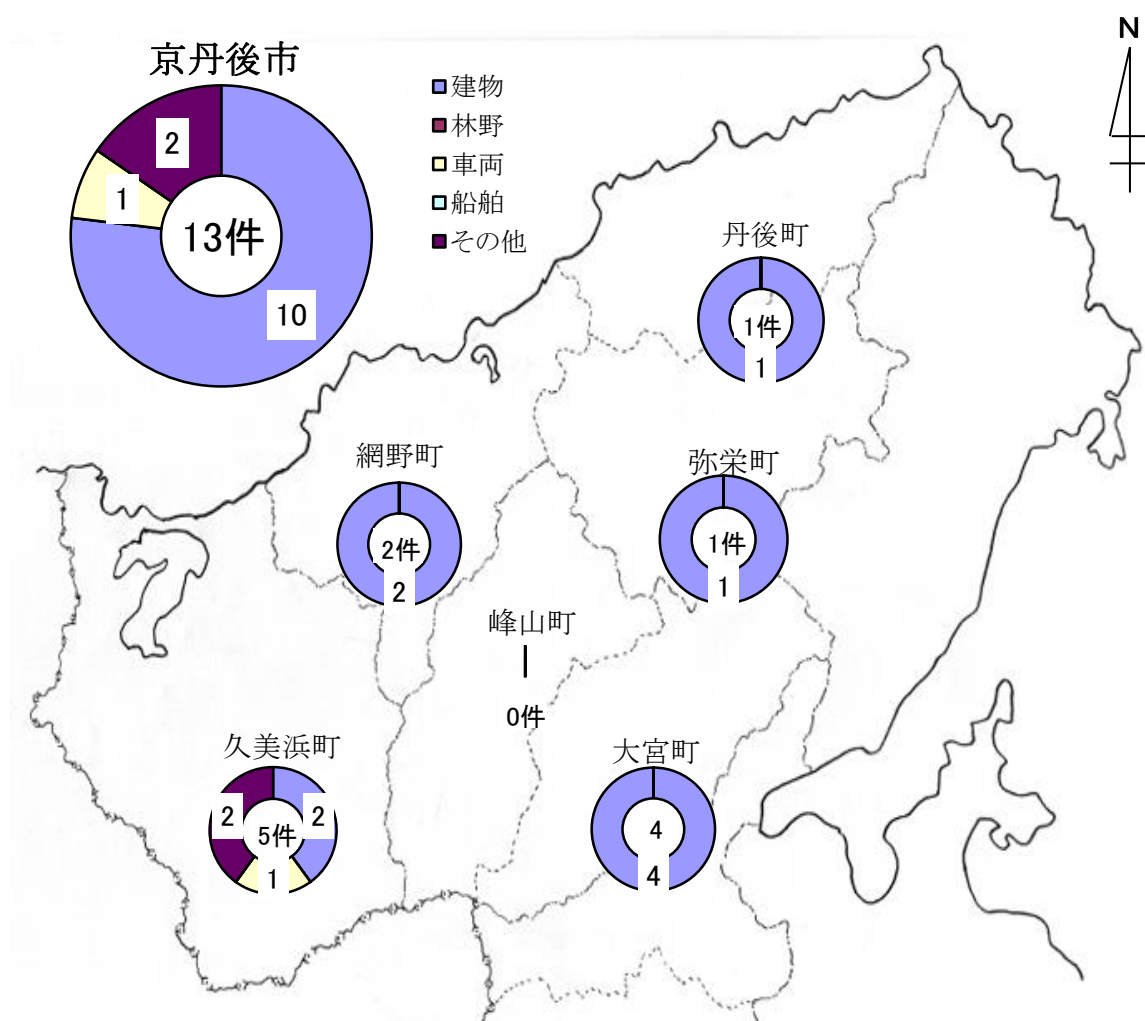 京丹後市
2
1
13件
10
建物
林野
車両
船舶
その他
N
丹後町
1件
1
網野町
2件
2
弥栄町
1件
1
峰山町
0件
久美浜町
2
2
5件
1
大宮町
4
4